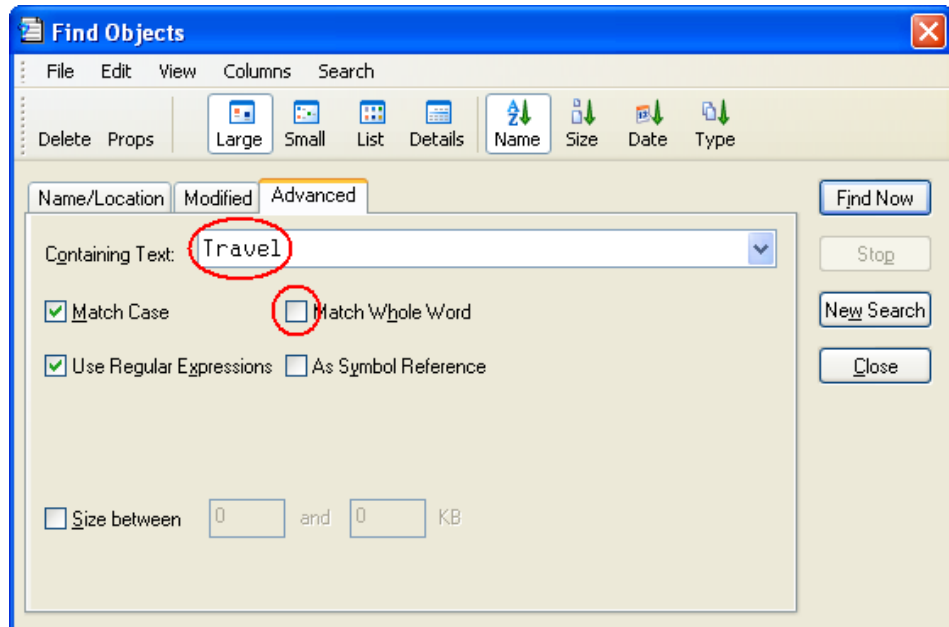 Find Objects
File Edit View Columns Search
Delete Props Large Small List Details Name Size Date Type
Name/Location Modified Advanced
Find Now
Containing Text: Travel
Stop
Match Case Match Whole Word
New Search
Use Regular Expressions As Symbol Reference
Close
Size between 0 and 0 KB